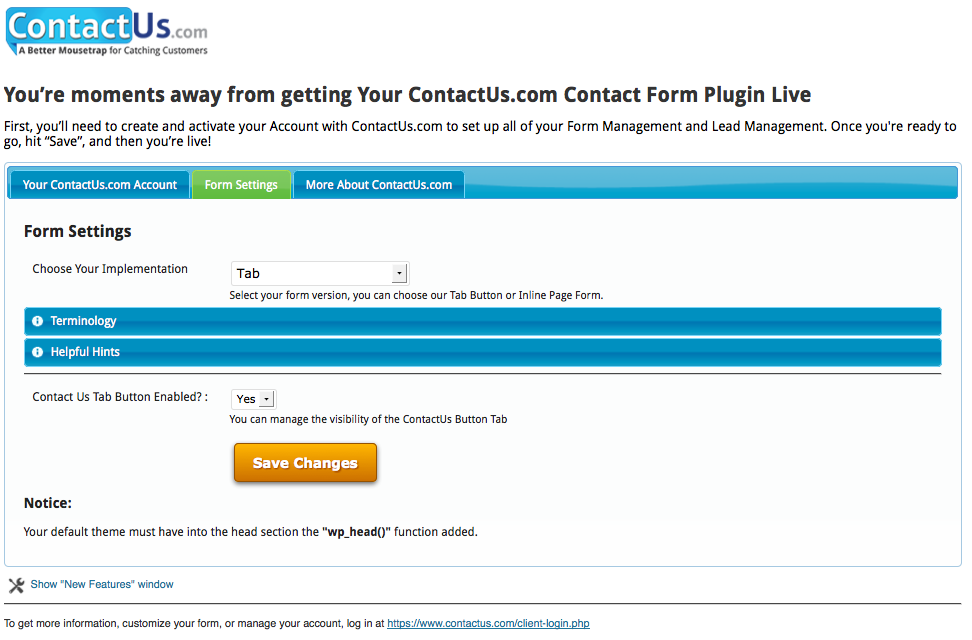 ContactUs.com
A Better Mousetrap for Catching Customers
You’re moments away from getting Your ContactUs.com Contact Form Plugin Live
First, you’ll need to create and activate your Account with ContactUs.com to set up all of your Form Management and Lead Management. Once you're ready to
go, hit “Save”, and then you’re live!
Your ContactUs.com Account Form Settings More About ContactUs.com
Form Settings
Choose Your Implementation Tab
Select your form version, you can choose our Tab Button or Inline Page Form.
Terminology
Helpful Hints
Contact Us Tab Button Enabled? : Yes
You can manage the visibility of the ContactUs Button Tab
Save Changes
Notice:
Your default theme must have into the head section the "wp_head()" function added.
Show "New Features" window
To get more information, customize your form, or manage your account, log in at https://www.contactus.com/client-login.php